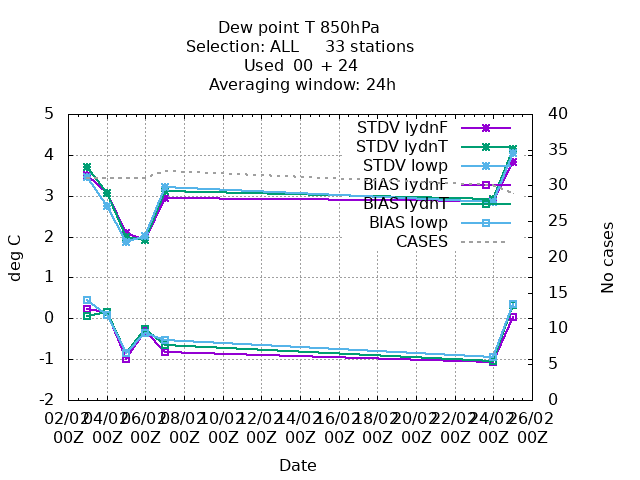 Dew point T 850hPa
Selection: ALL 33 stations
Used 00 + 24
Averaging window: 24h
5
4
3
2
1
0
-1
-2
40
35
30
25
20
15
10
5
0
deg C
No cases
STDV lydnF
STDV lydnT
STDV lowp
BIAS lydnF
BIAS lydnT
BIAS lowp
CASES
02/02 04/02 06/02 08/02 10/02 12/02 14/02 16/02 18/02 20/02 22/02 24/02 26/02
00Z 00Z 00Z 00Z 00Z 00Z 00Z 00Z 00Z 00Z 00Z 00Z 00Z
Date